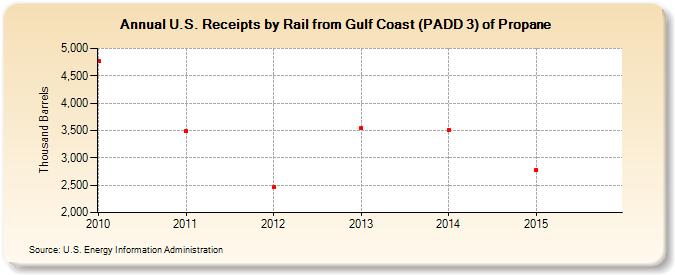 Annual U.S. Receipts by Rail from Gulf Coast (PADD 3) of Propane
Thousand Barrels
5,000
4,500
4,000
3,500
3,000
2,500
2,000
2010 2011 2012 2013 2014 2015
Source: U.S. Energy Information Administration